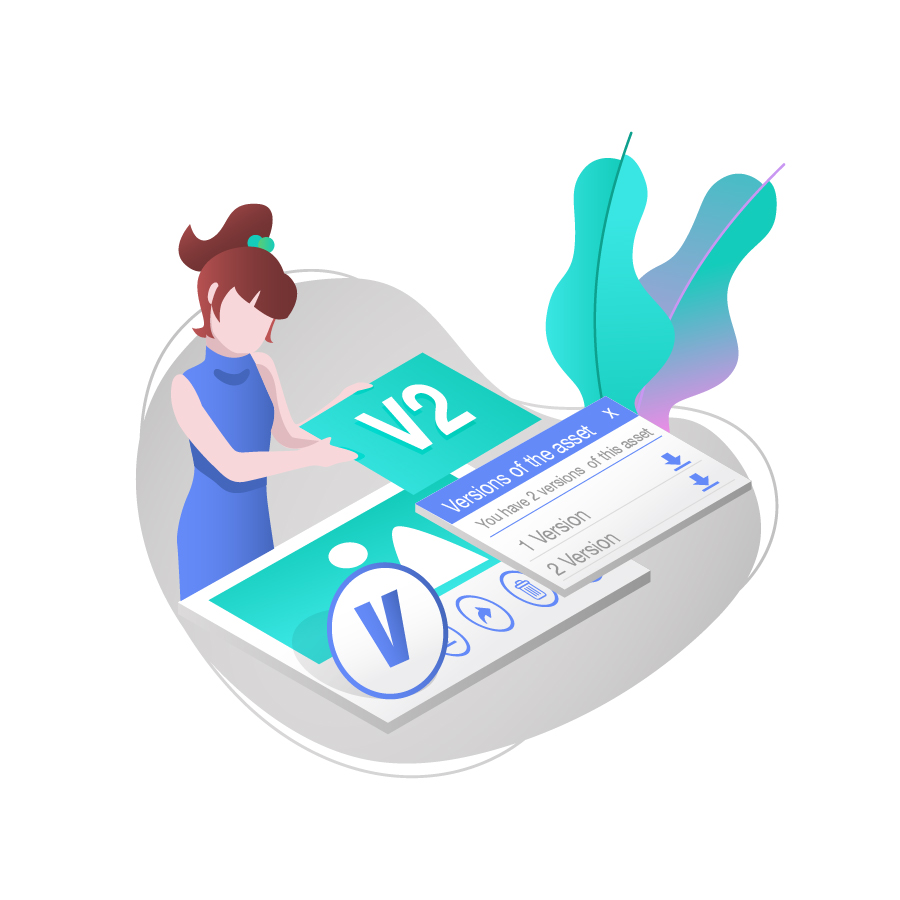 V2
Versions of the asset X
You have 2 versions of this asset
1 Version
2 Version
V